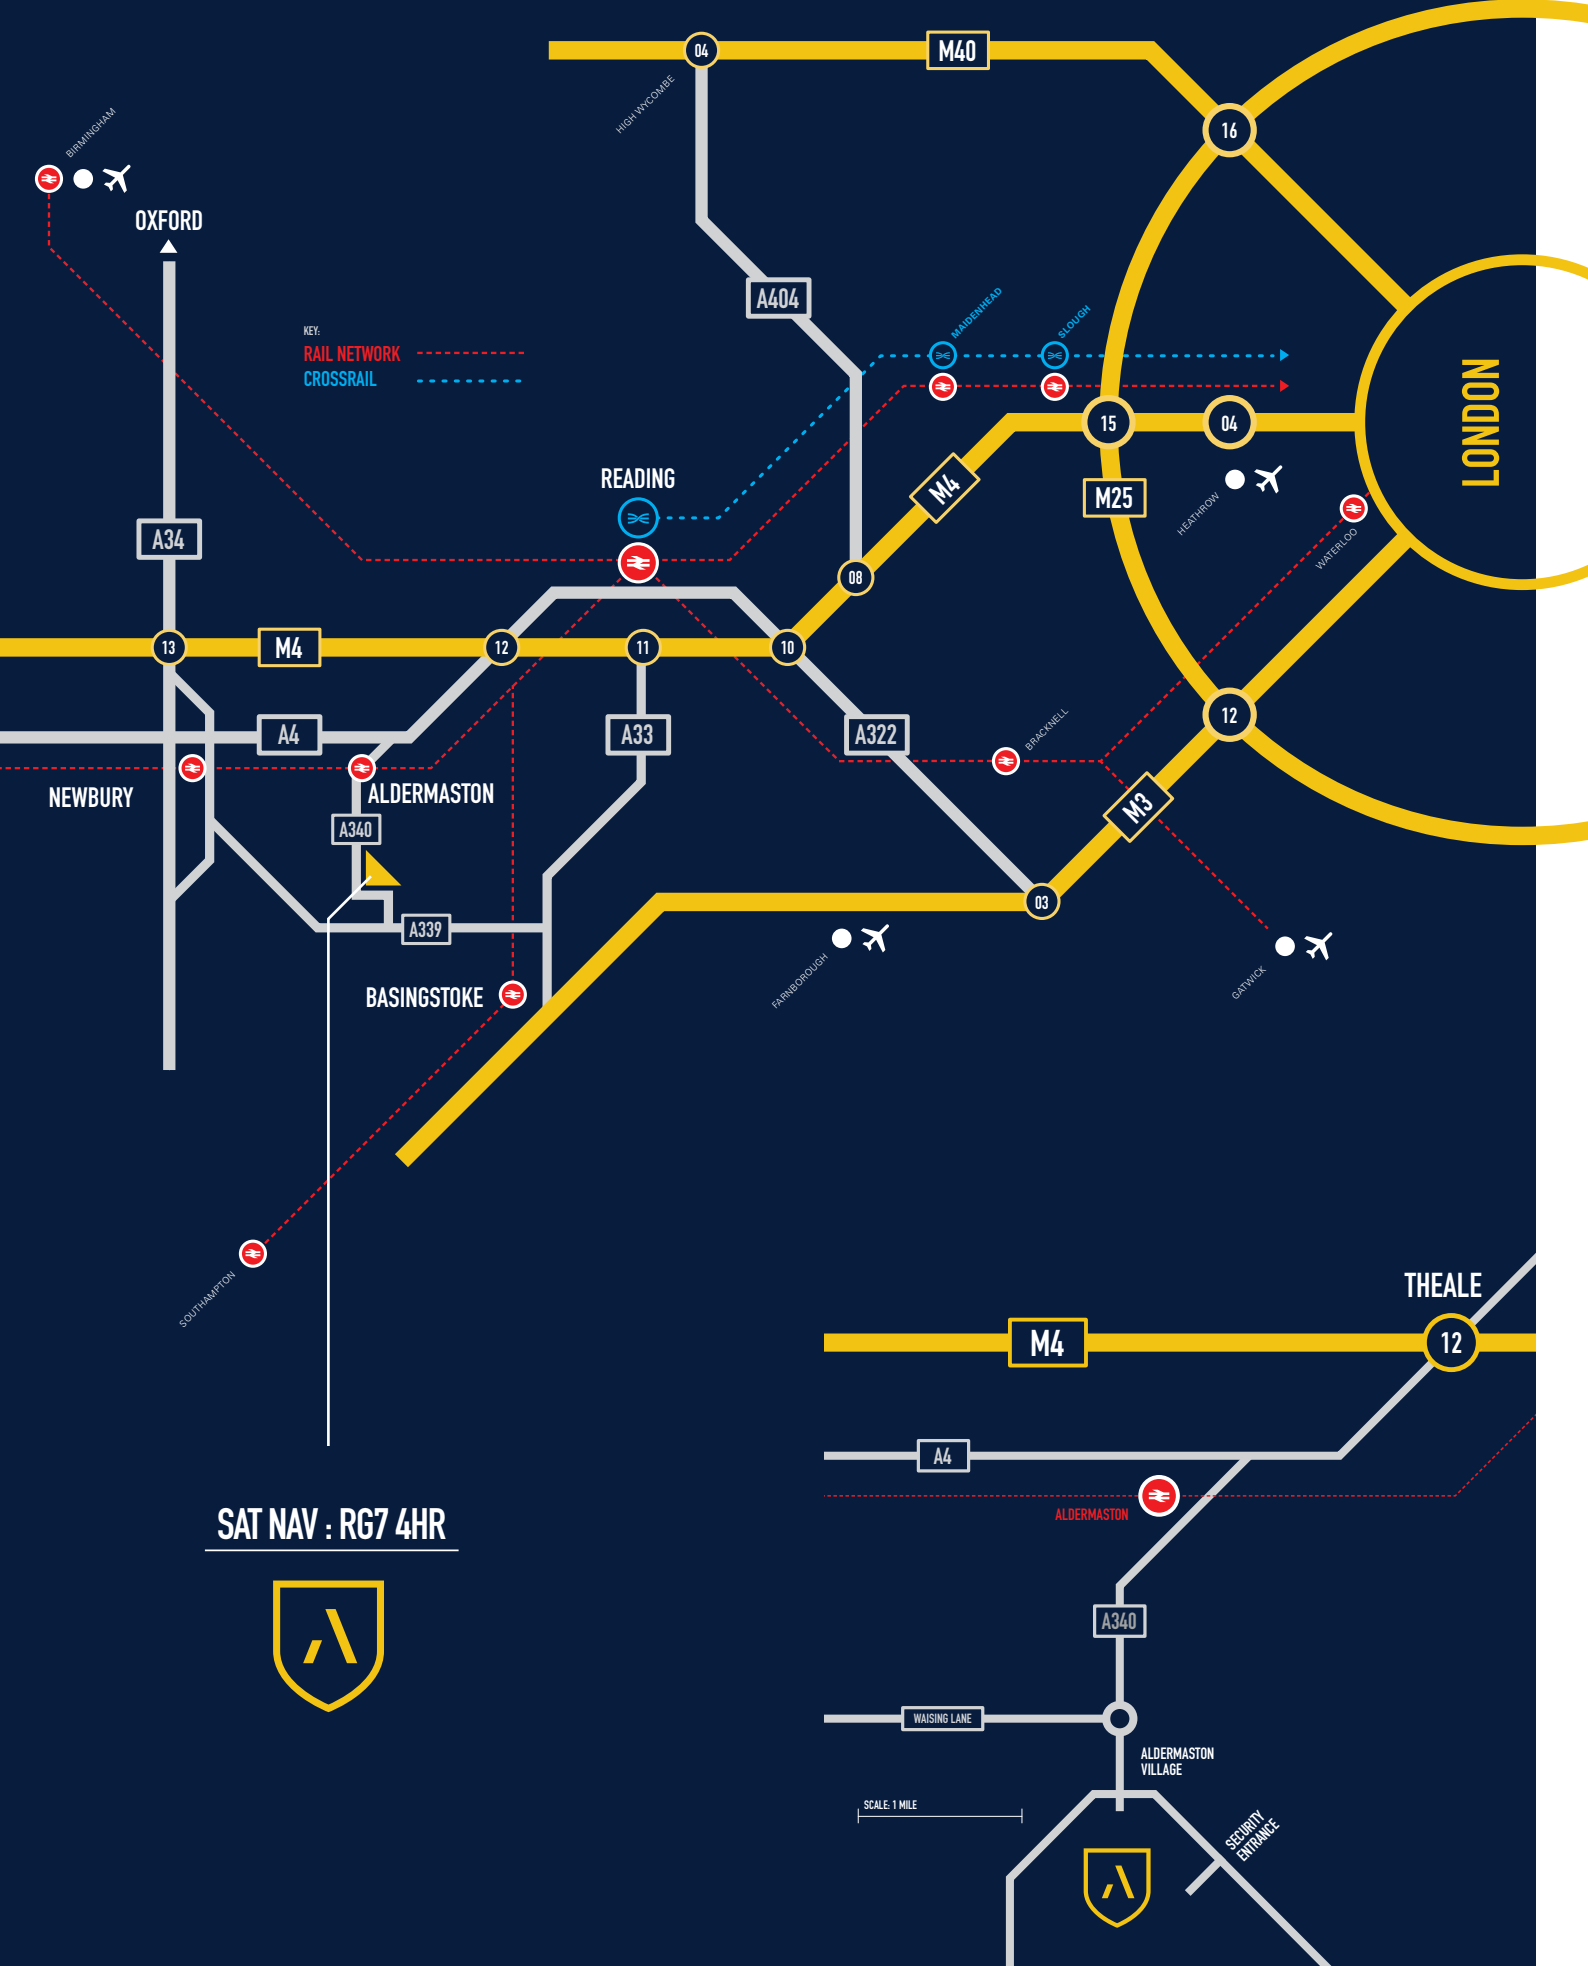 04
M40
HIGH WYCOMBE
16
BIRMINGHAM
OXFORD
A404
MAIDENHEAD
SLOUGH
KEY:
RAIL NETWORK
CROSSRAIL
LONDON
15
04
READING
M4
M25
HEATHROW
WATERLOO
A34
08
13
M4
12
11
10
A4
A33
A322
BRACKNELL
12
NEWBURY
ALDERMASTON
A340
M3
03
A339
BASINGSTOKE
FARNBOROUGH
GATWICK
SOUTHAMPTON
THEALE
M4
12
A4
ALDERMASTON
SAT NAV : RG7 4HR
A340
WAISING LANE
ALDERMASTON
VILLAGE
SCALE: 1 MILE
SECURITY
ENTRANCE